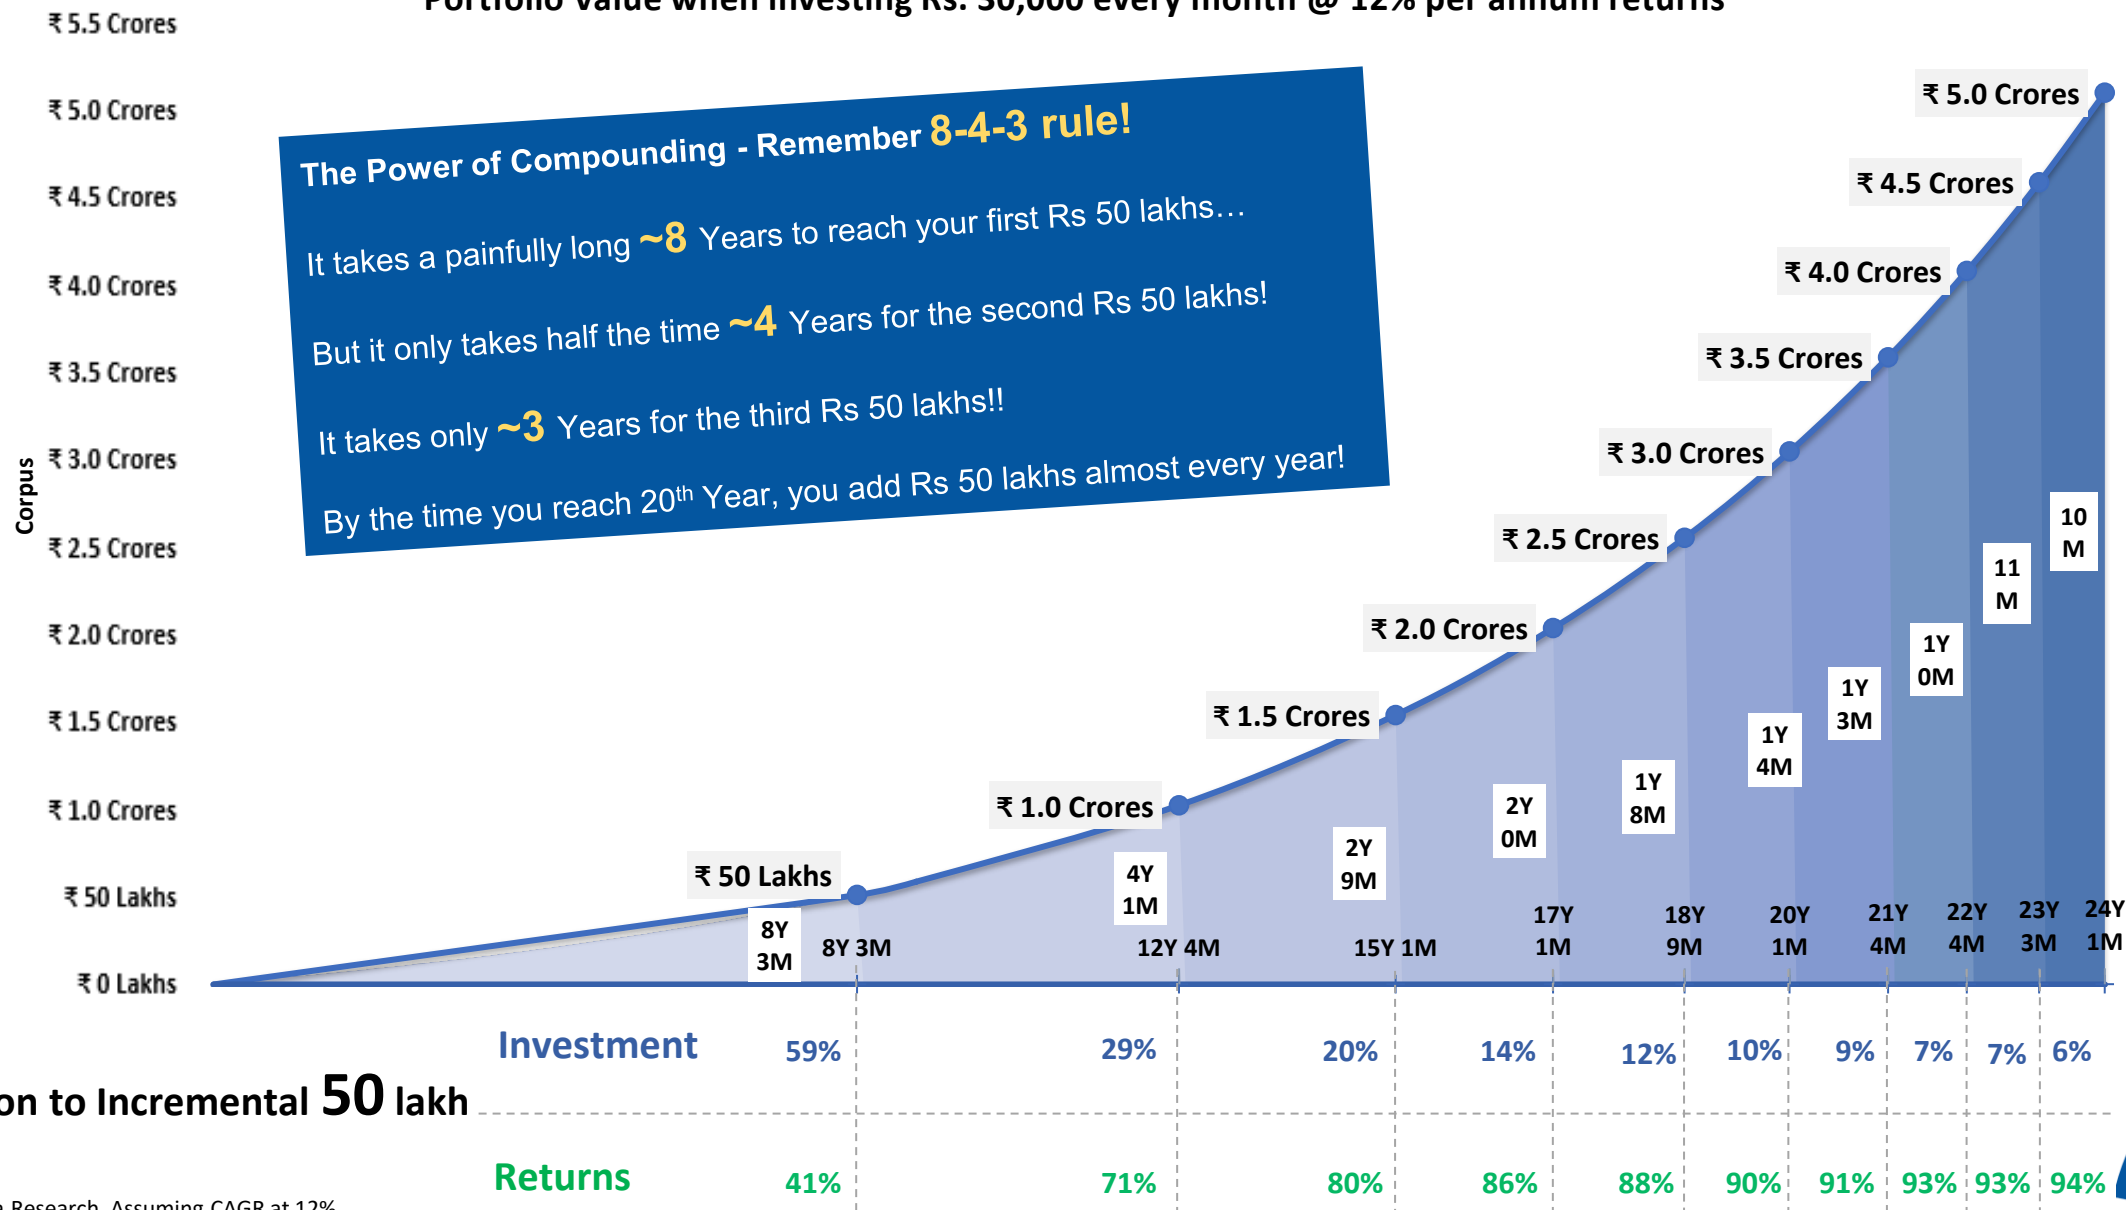 Portfolio Value when investing Rs. 30,000 every month @ 12% per annum returns
₹ 5.5 Crores
₹ 5.0 Crores
₹ 4.5 Crores
₹ 4.0 Crores
₹ 3.5 Crores
₹ 3.0 Crores
₹ 2.5 Crores
₹ 2.0 Crores
₹ 1.5 Crores
₹ 1.0 Crores
₹ 50 Lakhs
₹ 0 Lakhs
Corpus
The Power of Compounding - Remember 8-4-3 rule!
It takes a painfully long ~8 Years to reach your first Rs 50 lakhs…
But it only takes half the time ~4 Years for the second Rs 50 lakhs!
It takes only ~3 Years for the third Rs 50 lakhs!!
By the time you reach 20th Year, you add Rs 50 lakhs almost every year!
₹ 50 Lakhs
₹ 1.0 Crores
₹ 1.5 Crores
₹ 2.0 Crores
₹ 2.5 Crores
₹ 3.0 Crores
₹ 3.5 Crores
₹ 4.0 Crores
₹ 4.5 Crores
₹ 5.0 Crores
8Y
3M
4Y
1M
2Y
9M
2Y
0M
1Y
8M
1Y
4M
1Y
3M
1Y
0M
11
M
10
M
8Y 3M
12Y 4M
15Y 1M
17Y
1M
18Y
9M
20Y
1M
21Y
4M
22Y
4M
23Y
3M
24Y
1M
Investment 59% 29% 20% 14% 12% 10% 9% 7% 7% 6%
on to Incremental 50 lakh
Returns 41% 71% 80% 86% 88% 90% 91% 93% 93% 94%
Research, Assuming CAGR at 12%